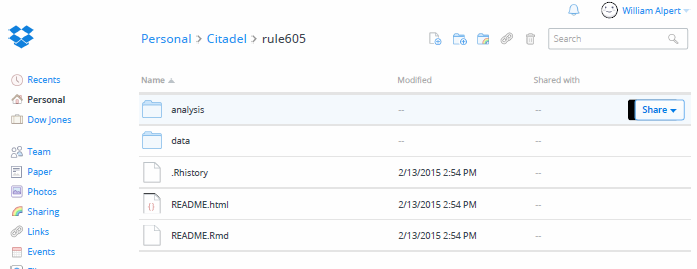 William Alpert
Personal > Citadel > rule605
Search
Recents
Personal
Dow Jones
Team
Paper
Photos
Sharing
Links
Events
Name Modified Shared with
analysis -- -- Share
data -- --
.Rhistory 2/13/2015 2:54 PM --
README.html 2/13/2015 2:54 PM --
README.Rmd 2/13/2015 2:54 PM --